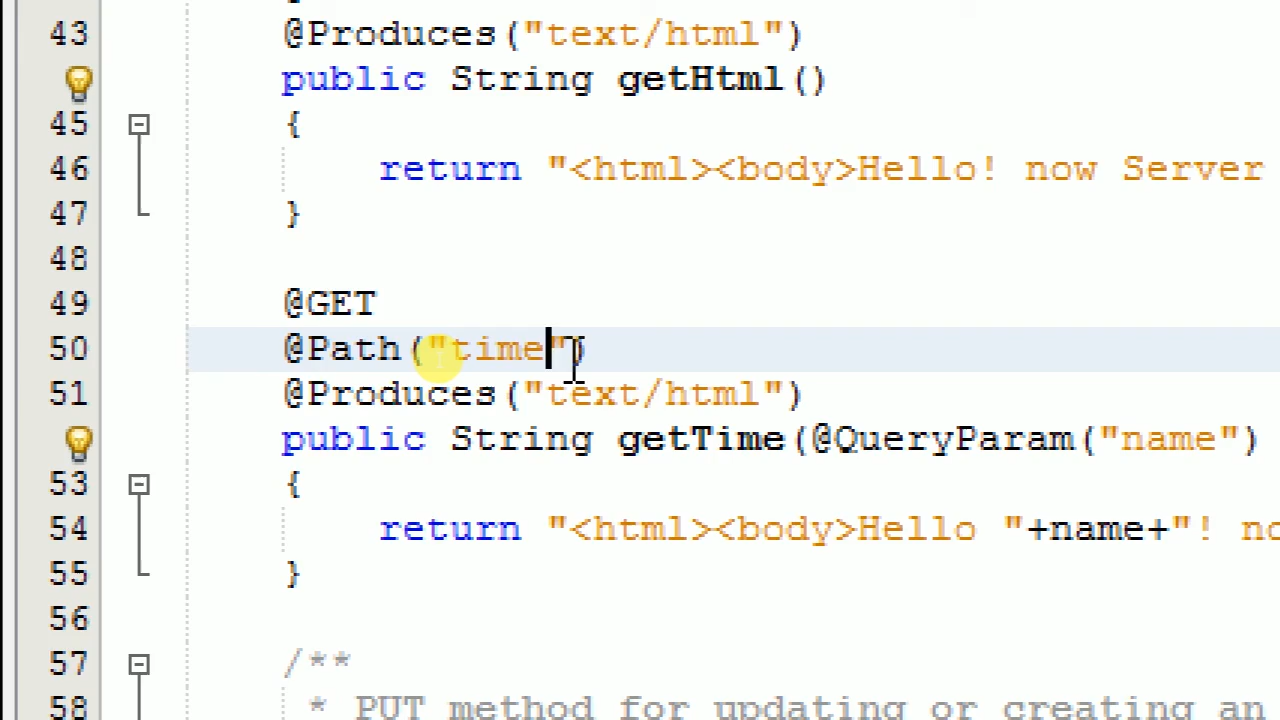 43 @Produces("text/html")
public String getHtml()
45 {
46 return "<html><body>Hello! now Server
47 }
48
49 @GET
50 @Path("time")
51 @Produces("text/html")
public String getTime(@QueryParam("name")
53 {
54 return "<html><body>Hello "+name+"! no
55 }
56
57 /**
58 * PUT method for updating or creating an